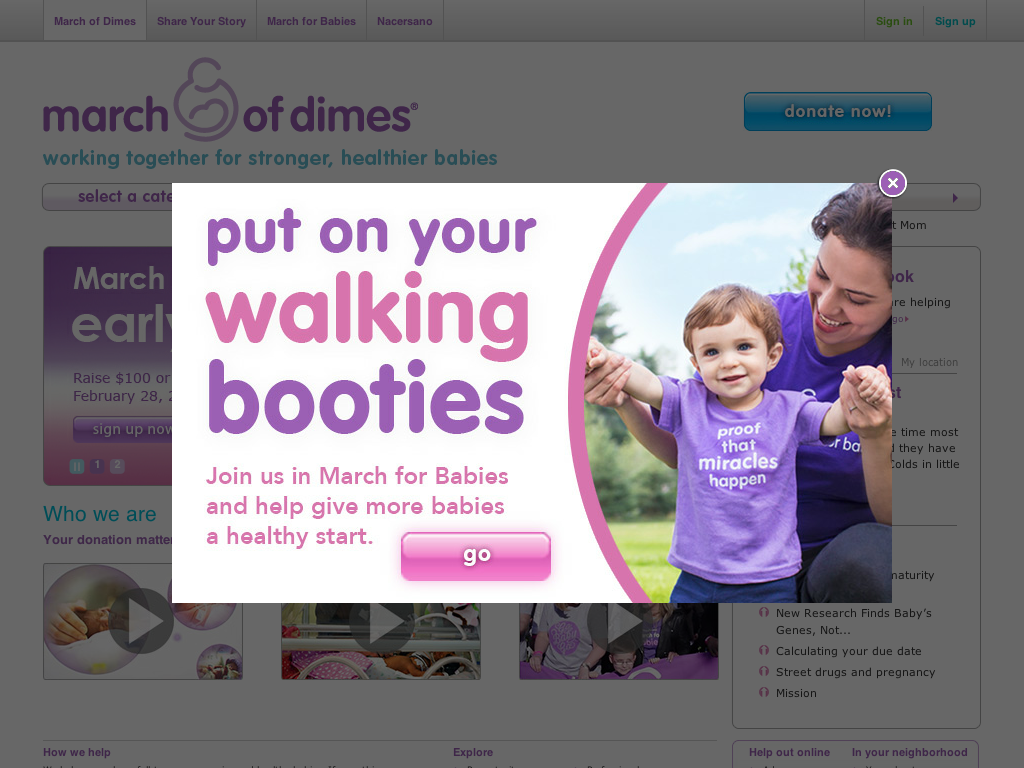 March of Dimes
Share Your Story
March for Babies
Nacersano
Sign in
Sign up
march of dimes®
working together for stronger, healthier babies
donate now!
select a cate
t Mom
put on your
walking
booties
Join us in March for Babies
and help give more babies
a healthy start.
go
proof
that
miracles
happen
March
early
Raise $100 or
February 28, 2
sign up now
1 2
ook
are helping
go
My location
st
e time most
d they have
Colds in little
maturity
New Research Finds Baby's
Genes, Not...
Calculating your due date
Street drugs and pregnancy
Mission
Who we are
Your donation matter
How we help
Explore
Help out online
In your neighborhood